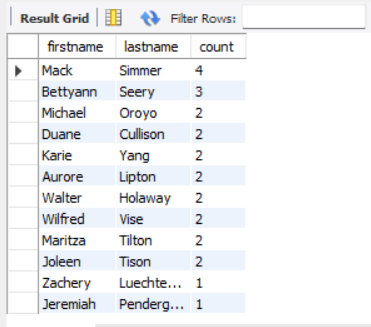 Result Grid Filter Rows:
firstname lastname count
Mack Simmer 4
Bettyann Seery 3
Michael Oroyo 2
Duane Cullison 2
Karie Yang 2
Aurore Lipton 2
Walter Holaway 2
Wilfred Vise 2
Maritza Tilton 2
Joleen Tison 2
Zachery Luechte... 1
Jeremiah Penderg... 1